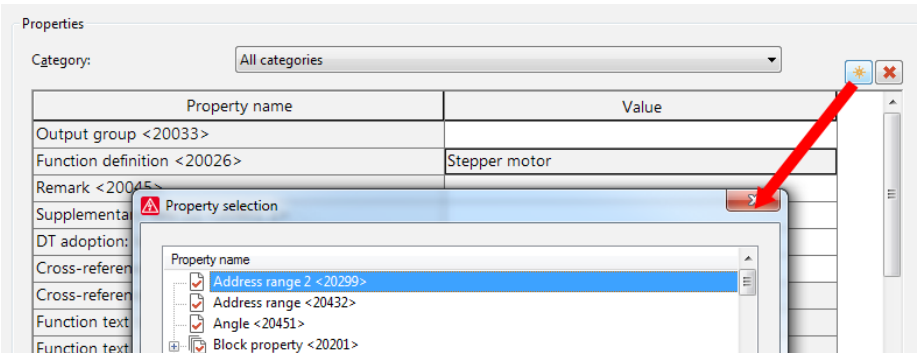 Properties
Category: All categories
Property name Value
Output group <20033>
Function definition <20026> Stepper motor
Remark <20045>
Supplementa
Property selection
DT adoption:
Cross-referen
Cross-referen
Function text
Function text
Property name
Address range 2 <20299>
Address range <20432>
Angle <20451>
Block property <20201>